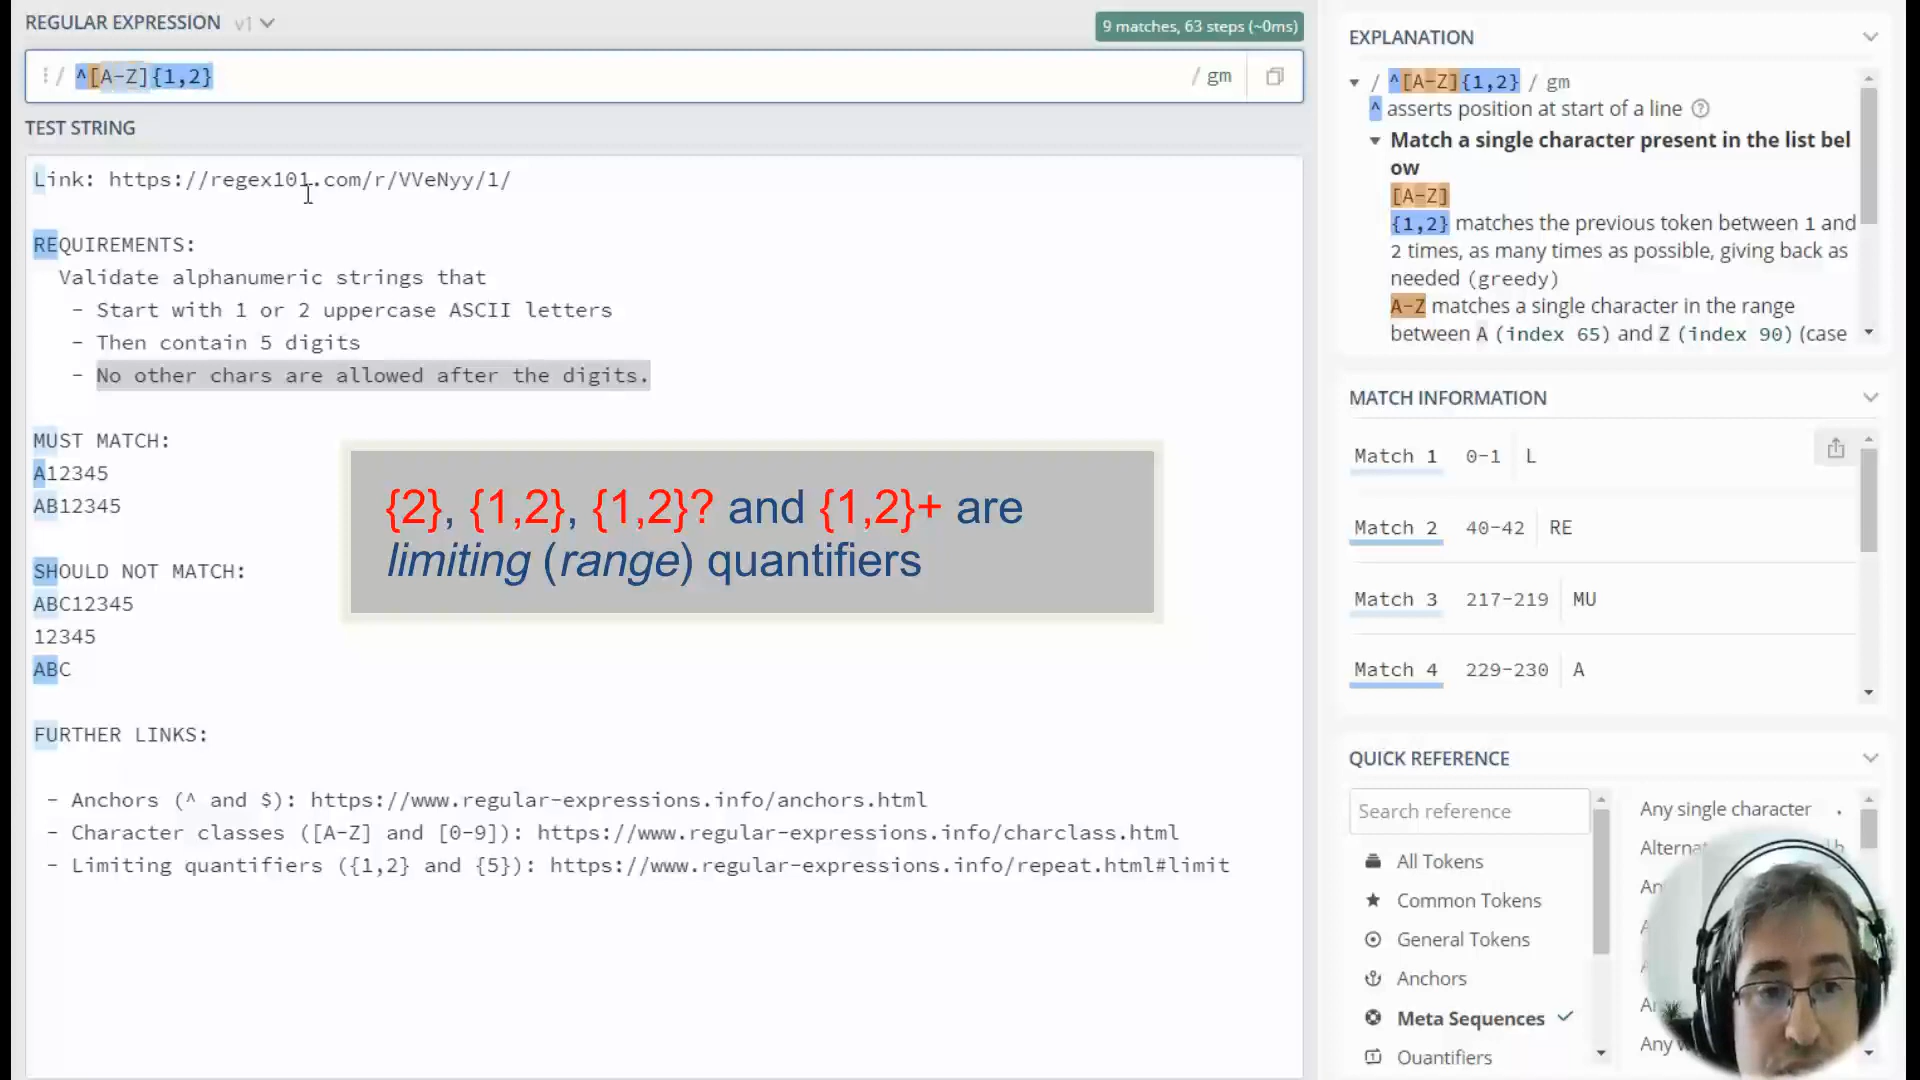 REGULAR EXPRESSION v1
9 matches, 63 steps (~0ms)
/ ^[A-Z]{1,2} / gm
TEST STRING
Link: https://regex101.com/r/VVeNyy/1/
REQUIREMENTS:
Validate alphanumeric strings that
- Start with 1 or 2 uppercase ASCII letters
- Then contain 5 digits
- No other chars are allowed after the digits.
MUST MATCH:
A12345
AB12345
SHOULD NOT MATCH:
ABC12345
12345
ABC
{2}, {1,2}, {1,2}? and {1,2}+ are
limiting (range) quantifiers
FURTHER LINKS:
- Anchors (^ and $): https://www.regular-expressions.info/anchors.html
- Character classes ([A-Z] and [0-9]): https://www.regular-expressions.info/charclass.html
- Limiting quantifiers ({1,2} and {5}): https://www.regular-expressions.info/repeat.html#limit
EXPLANATION
/ ^[A-Z]{1,2} / gm
^ asserts position at start of a line
Match a single character present in the list bel
ow
[A-Z]
{1,2} matches the previous token between 1 and
2 times, as many times as possible, giving back as
needed (greedy)
A-Z matches a single character in the range
between A (index 65) and Z (index 90) (case
MATCH INFORMATION
Match 1 0-1 L
Match 2 40-42 RE
Match 3 217-219 MU
Match 4 229-230 A
QUICK REFERENCE
Search reference
All Tokens
Common Tokens
General Tokens
Anchors
Meta Sequences
Quantifiers
Any single character .